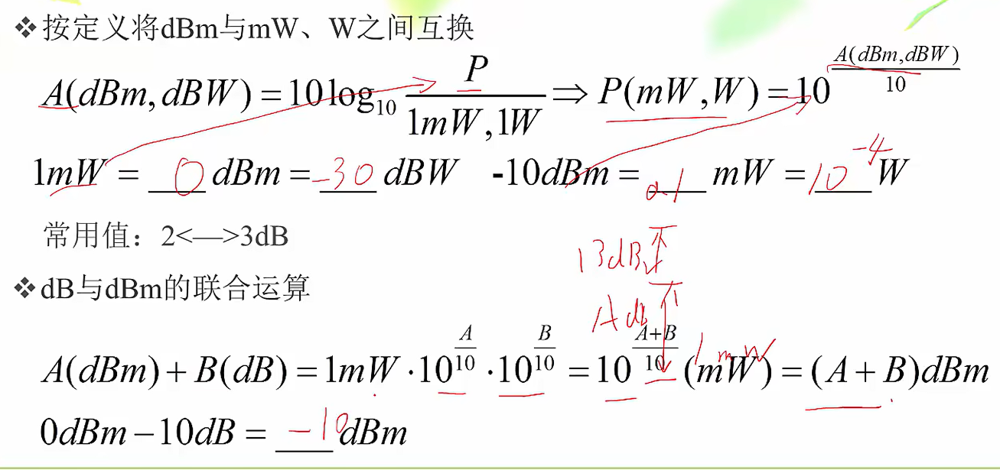 ❖按定义将dBm与mW、W之间互换
A(dBm,dBW)=10log₁₀ P/(1mW,1W) ⇒ P(mW,W)=10^(A(dBm,dBW)/10)
1mW = 0 dBm = -30 dBW -10dBm = 0.1 mW = 10^-4 W
常用值：2<—>3dB
BdB
❖dB与dBm的联合运算
AdB
A(dBm)+B(dB)=1mW·10^(A/10)·10^(B/10)=10^((A+B)/10)(mW)=(A+B)dBm
1mW
0dBm−10dB= -10 dBm